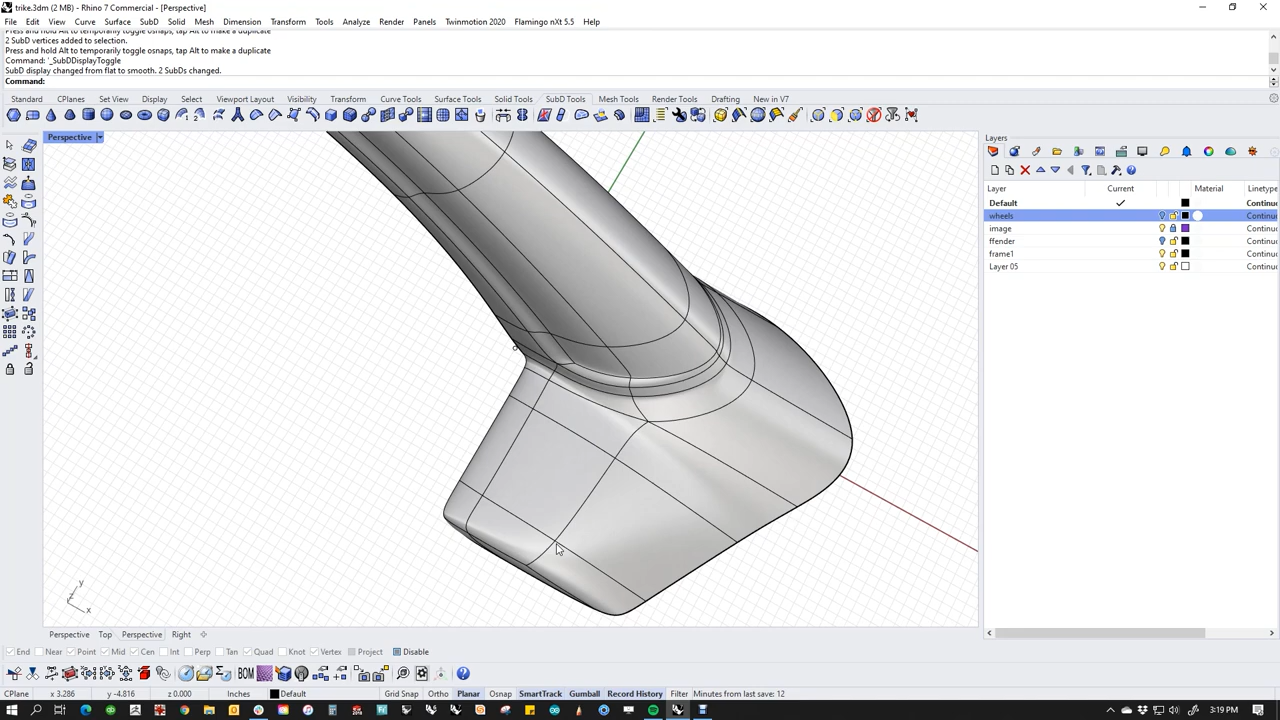 trike.3dm (2 MB) - Rhino 7 Commercial - [Perspective]
File Edit View Curve Surface SubD Solid Mesh Dimension Transform Tools Analyze Render Panels Twinmotion 2020 Flamingo nXt 5.5 Help
Press and hold Alt to temporarily toggle osnaps, tap Alt to make a duplicate
2 SubD vertices added to selection.
Press and hold Alt to temporarily toggle osnaps, tap Alt to make a duplicate
Command: '_SubDDisplayToggle
SubD display changed from flat to smooth. 2 SubDs changed.
Command:
Standard CPlanes Set View Display Select Viewport Layout Visibility Transform Curve Tools Surface Tools Solid Tools SubD Tools Mesh Tools Render Tools Drafting New in V7
Perspective
Layers
Layer Current Material Linetype
Default Continu
wheels Continu
image Continu
ffender Continu
frame1 Continu
Layer 05 Continu
y
z
x
Perspective Top Perspective Right
End Near Point Mid Cen Int Perp Tan Quad Knot Vertex Project Disable
BOM
CPlane x 3.286 y -4.816 z 0.000 Inches Default Grid Snap Ortho Planar Osnap SmartTrack Gumball Record History Filter Minutes from last save: 12
3:19 PM